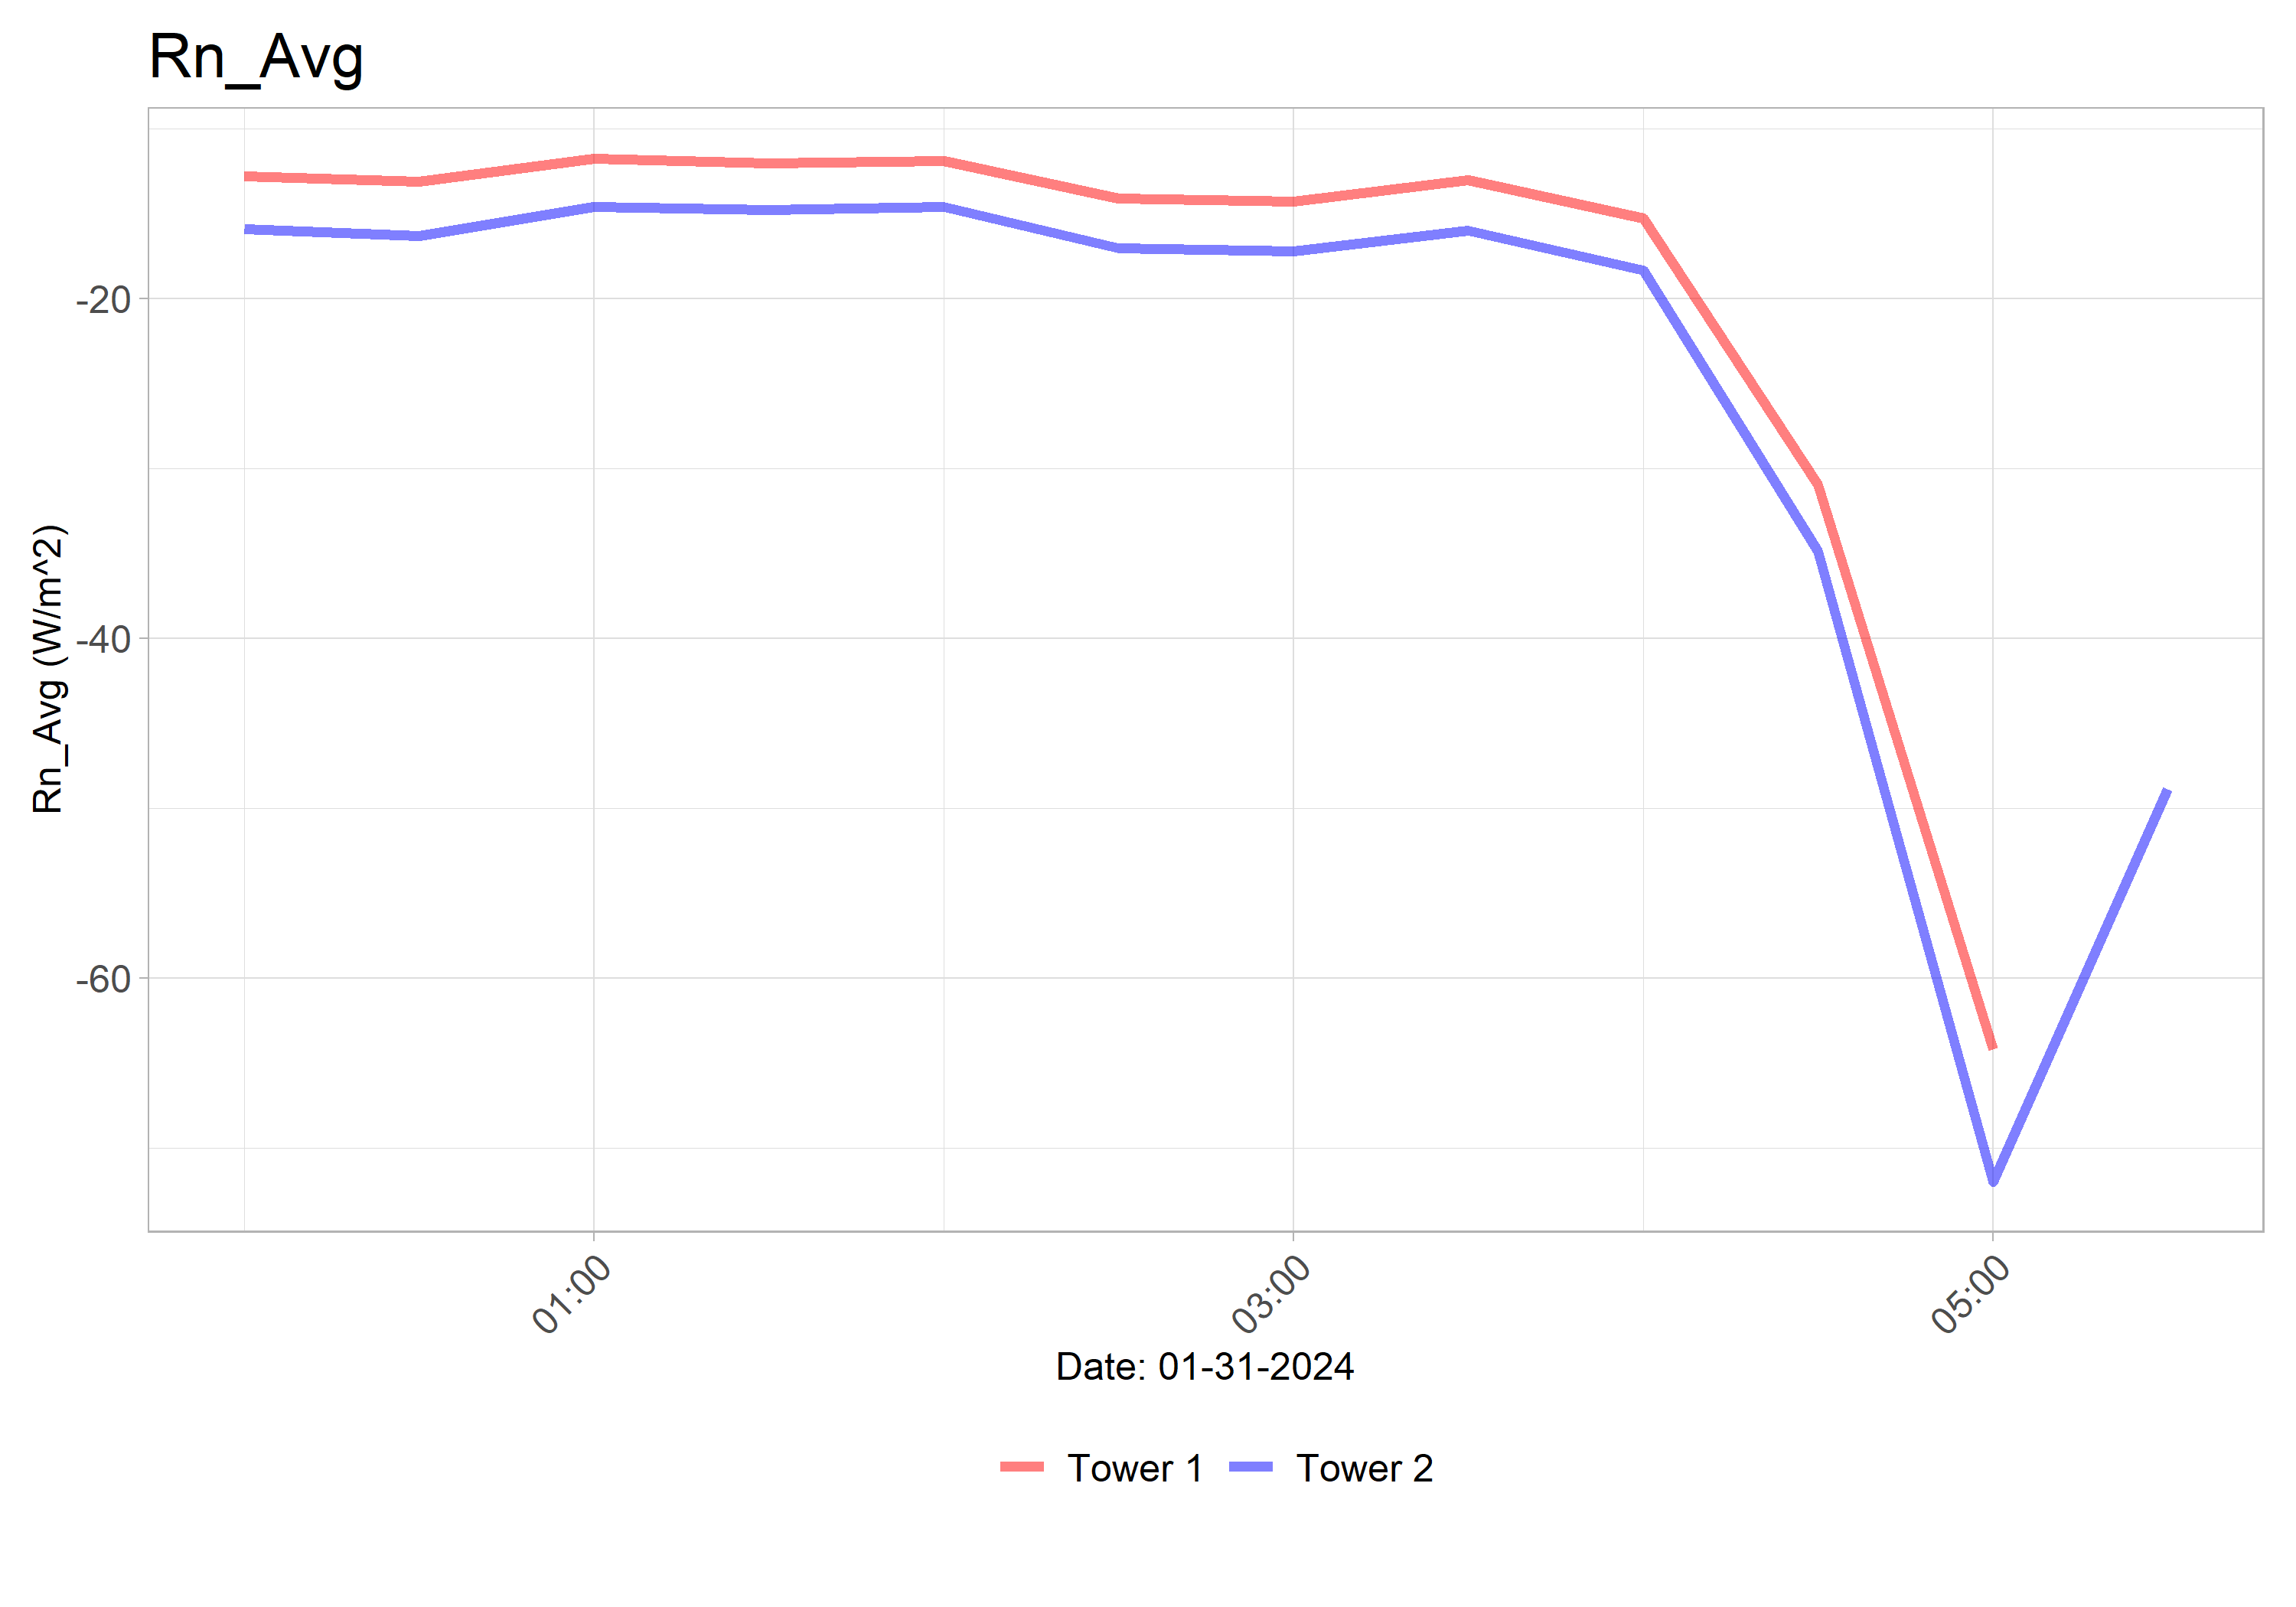 Rn_Avg
Rn_Avg (W/m^2)
-20
-40
-60
01:00
03:00
05:00
Date: 01-31-2024
Tower 1
Tower 2